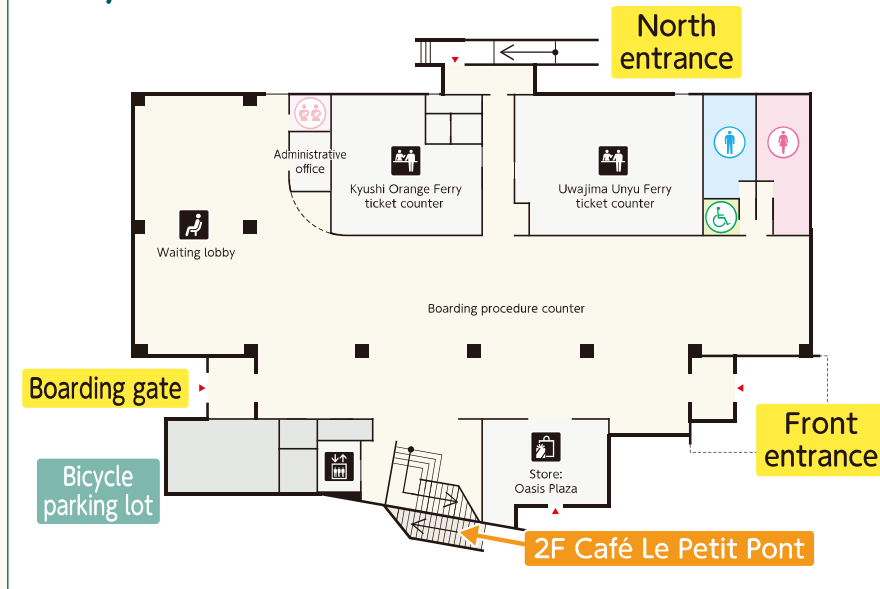 North
entrance
Administrative
office
Kyushi Orange Ferry
ticket counter
Uwajima Unyu Ferry
ticket counter
Waiting lobby
Boarding procedure counter
Boarding gate
Front
entrance
Bicycle
parking lot
Store:
Oasis Plaza
2F Café Le Petit Pont